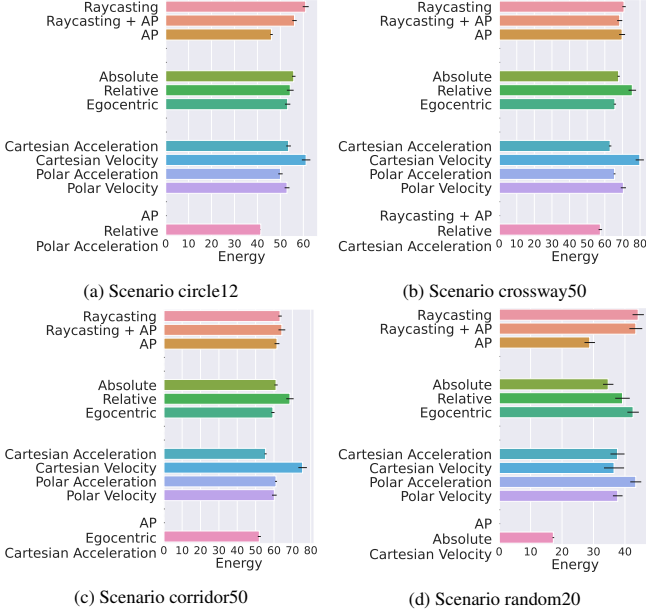 Raycasting
Raycasting + AP
AP
Absolute
Relative
Egocentric
Cartesian Acceleration
Cartesian Velocity
Polar Acceleration
Polar Velocity
AP
Relative
Polar Acceleration
0 10 20 30 40 50 60
Energy
(a) Scenario circle12
Raycasting
Raycasting + AP
AP
Absolute
Relative
Egocentric
Cartesian Acceleration
Cartesian Velocity
Polar Acceleration
Polar Velocity
Raycasting + AP
Relative
Cartesian Acceleration
0 10 20 30 40 50 60 70 80
Energy
(b) Scenario crossway50
Raycasting
Raycasting + AP
AP
Absolute
Relative
Egocentric
Cartesian Acceleration
Cartesian Velocity
Polar Acceleration
Polar Velocity
AP
Egocentric
Cartesian Acceleration
0 10 20 30 40 50 60 70 80
Energy
(c) Scenario corridor50
Raycasting
Raycasting + AP
AP
Absolute
Relative
Egocentric
Cartesian Acceleration
Cartesian Velocity
Polar Acceleration
Polar Velocity
AP
Absolute
Cartesian Velocity
0 10 20 30 40
Energy
(d) Scenario random20